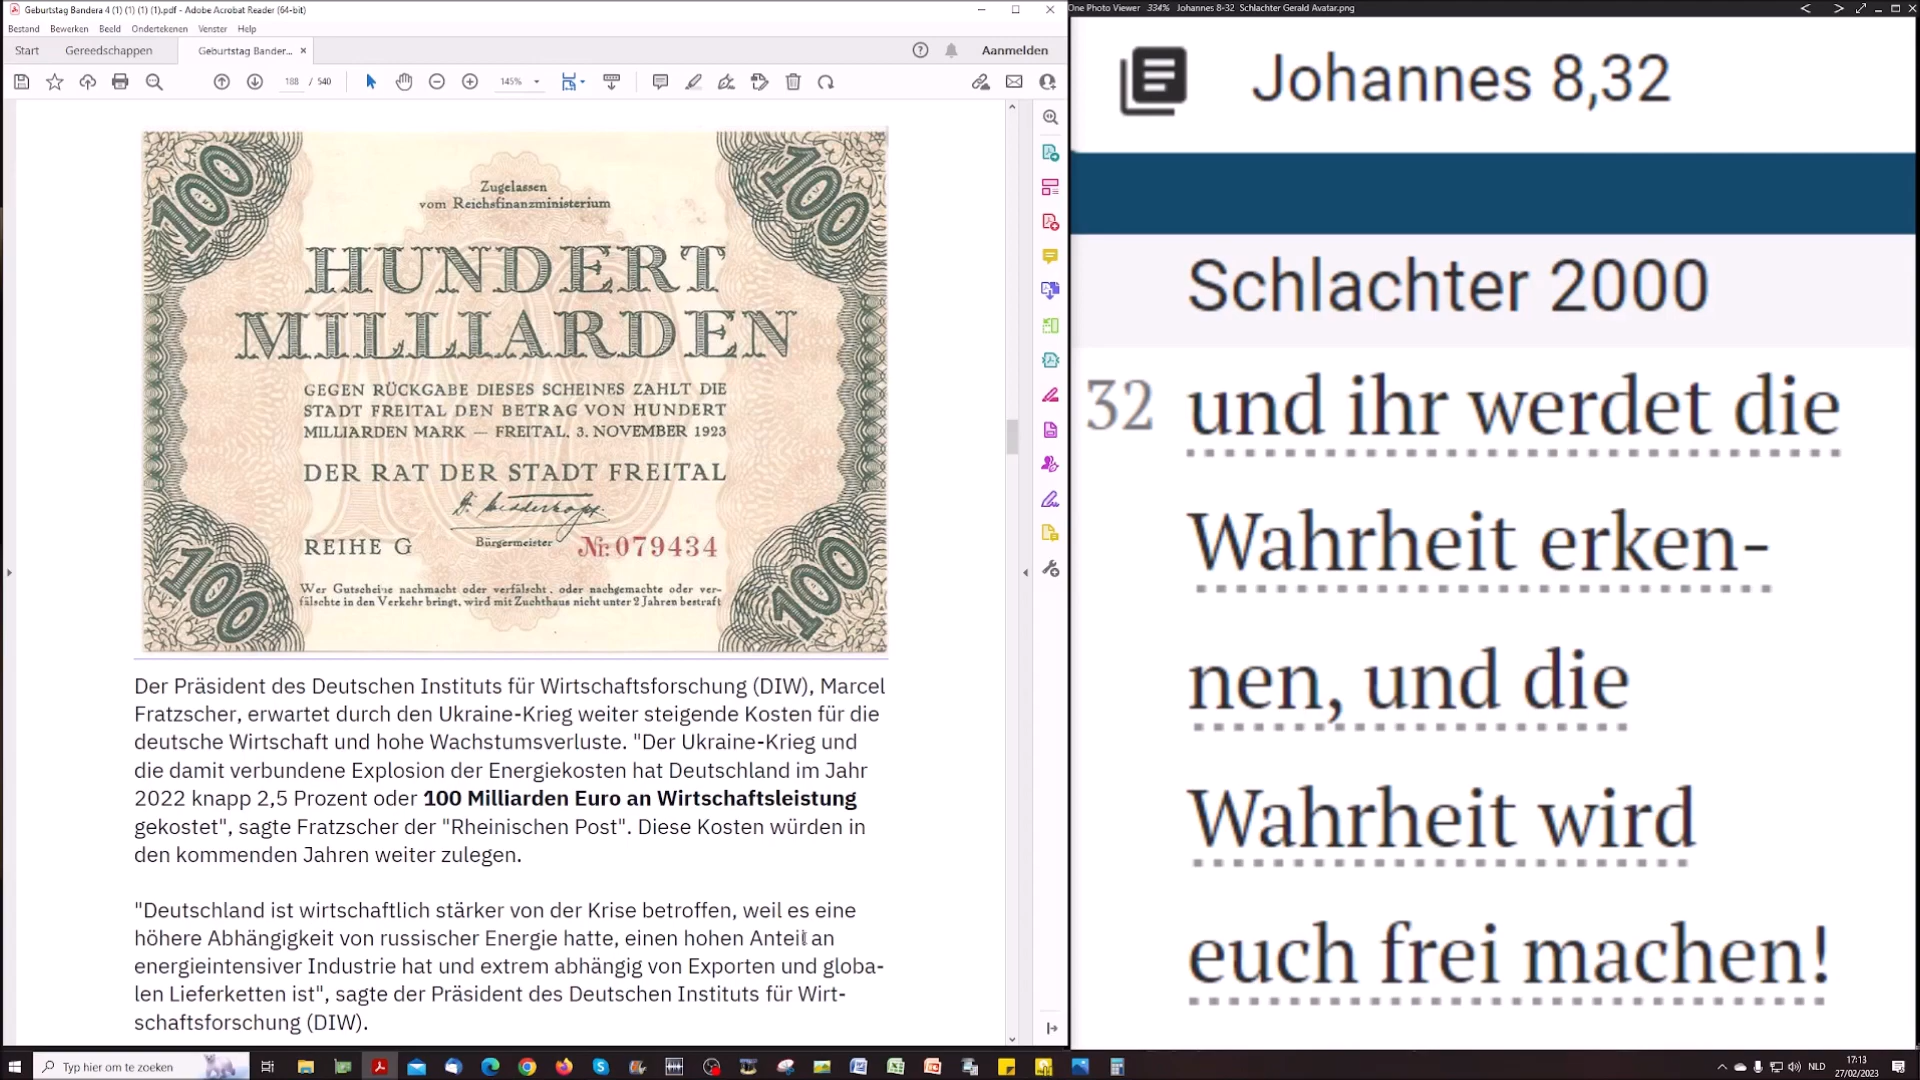 Geburtstag Bandera 4 (1) (1) (1) (1).pdf - Adobe Acrobat Reader (64-bit)
Bestand Bewerken Beeld Ondertekenen Venster Help
Start Gereedschappen Geburtstag Bander... × Aanmelden
188 / 540 145%
100
100
Zugelassen
vom Reichsfinanzministerium
HUNDERT
MILLIARDEN
GEGEN RÜCKGABE DIESES SCHEINES ZAHLT DIE
STADT FREITAL DEN BETRAG VON HUNDERT
MILLIARDEN MARK — FREITAL, 3. NOVEMBER 1923
DER RAT DER STADT FREITAL
REIHE G Bürgermeister Nr. 079434
Wer Gutscheine nachmacht oder verfälscht, oder nachgemachte oder ver-
fälschte in den Verkehr bringt, wird mit Zuchthaus nicht unter 2 Jahren bestraft
100
100
Der Präsident des Deutschen Instituts für Wirtschaftsforschung (DIW), Marcel
Fratzscher, erwartet durch den Ukraine-Krieg weiter steigende Kosten für die
deutsche Wirtschaft und hohe Wachstumsverluste. "Der Ukraine-Krieg und
die damit verbundene Explosion der Energiekosten hat Deutschland im Jahr
2022 knapp 2,5 Prozent oder 100 Milliarden Euro an Wirtschaftsleistung
gekostet", sagte Fratzscher der "Rheinischen Post". Diese Kosten würden in
den kommenden Jahren weiter zulegen.
"Deutschland ist wirtschaftlich stärker von der Krise betroffen, weil es eine
höhere Abhängigkeit von russischer Energie hatte, einen hohen Anteil an
energieintensiver Industrie hat und extrem abhängig von Exporten und globa-
len Lieferketten ist", sagte der Präsident des Deutschen Instituts für Wirt-
schaftsforschung (DIW).
One Photo Viewer 334% Johannes 8-32 Schlachter Gerald Avatar.png
Johannes 8,32
Schlachter 2000
32 und ihr werdet die
Wahrheit erken-
nen, und die
Wahrheit wird
euch frei machen!
Typ hier om te zoeken
NLD
17:13
27/02/2023